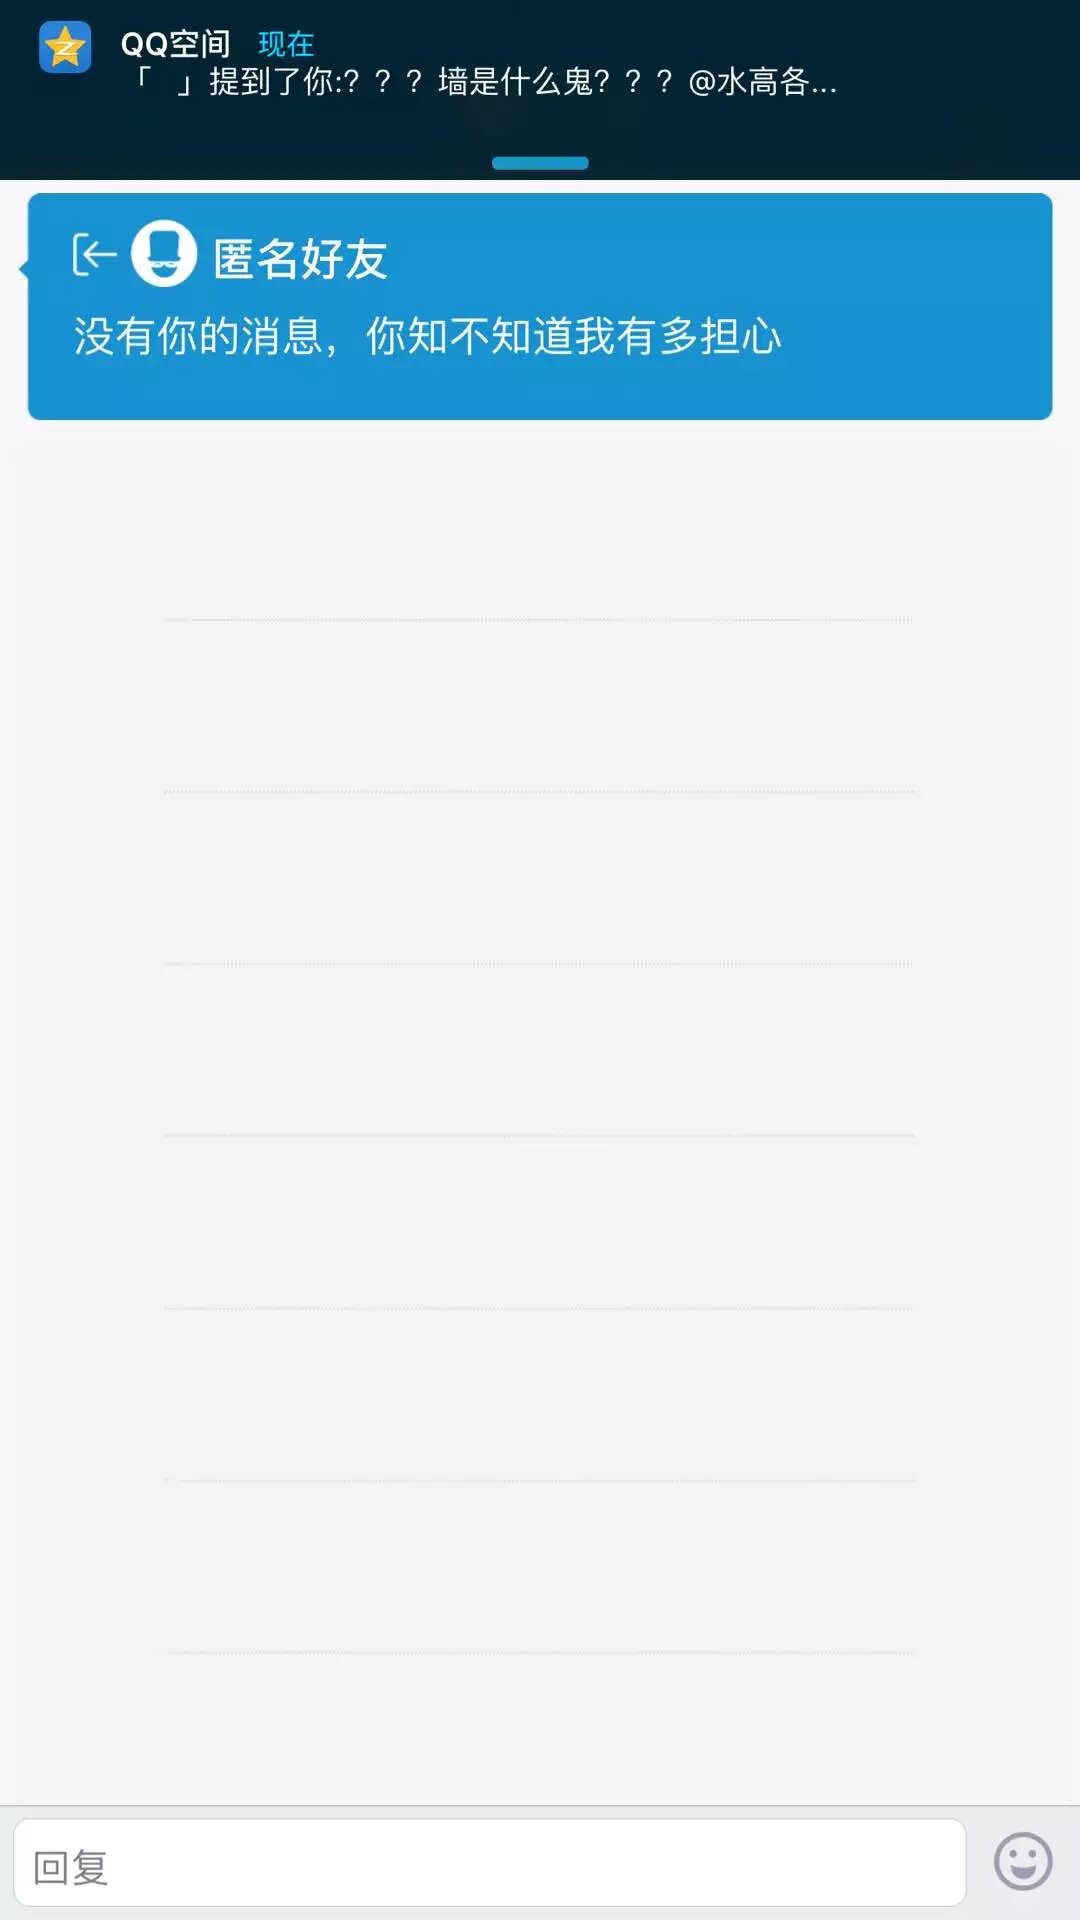 QQ空间 现在
「 」提到了你:？？？墙是什么鬼？？？@水高各...
匿名好友
没有你的消息，你知不知道我有多担心
回复